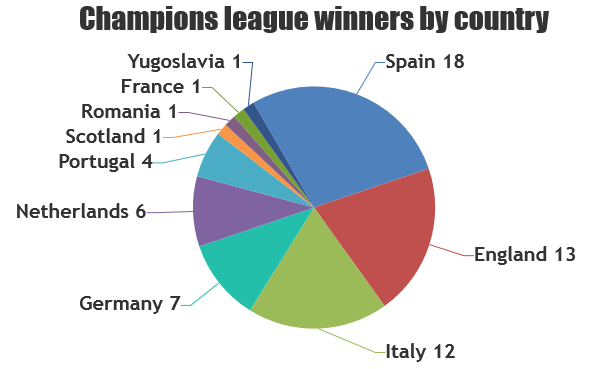 Champions league winners by country
Yugoslavia 1
Spain 18
France 1
Romania 1
Scotland 1
Portugal 4
Netherlands 6
England 13
Germany 7
Italy 12